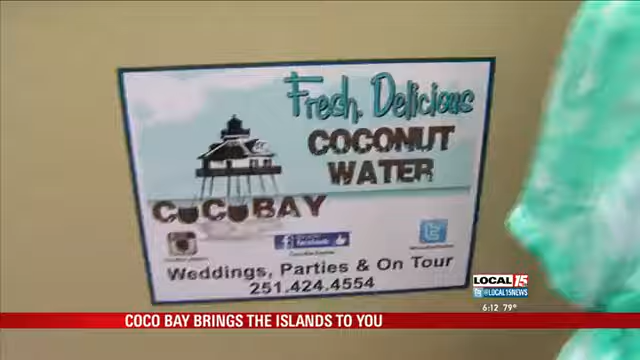 Fresh, Delicious
COCONUT
WATER
COCOBAY
facebook
Weddings, Parties & On Tour
251.424.4554
LOCAL 15
@LOCAL15NEWS
6:12 79°
COCO BAY BRINGS THE ISLANDS TO YOU